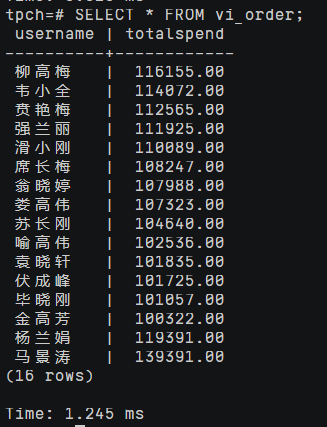 tpch=# SELECT * FROM vi_order;
 username | totalspend
----------+-------------
 柳高梅 | 116155.00
 韦小全 | 114072.00
 贲艳梅 | 112565.00
 强兰丽 | 111925.00
 滑小刚 | 110089.00
 席长梅 | 108247.00
 翁晓婷 | 107988.00
 娄高伟 | 107323.00
 苏长刚 | 104640.00
 喻高伟 | 102536.00
 袁晓轩 | 101835.00
 伏成峰 | 101725.00
 毕晓刚 | 101057.00
 金高芳 | 100322.00
 杨兰娟 | 119391.00
 马景涛 | 139391.00
(16 rows)
Time: 1.245 ms